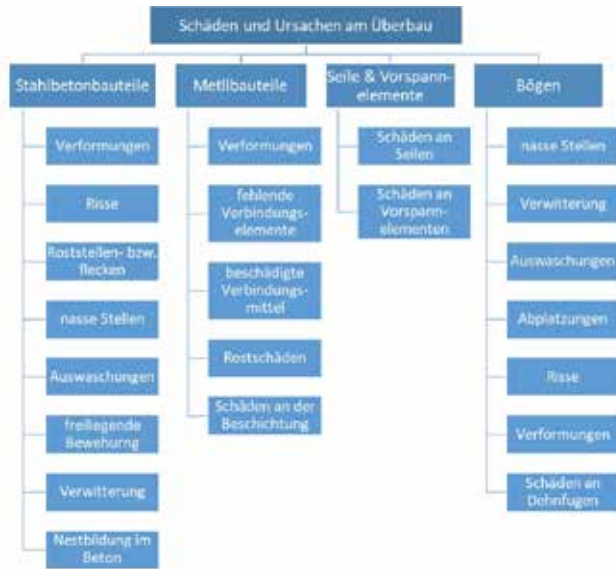 Schäden und Ursachen am Überbau
Stahlbetonbauteile
Verformungen
Risse
Roststellen- bzw.
flecken
nasse Stellen
Auswaschungen
freiliegende
Bewehurng
Verwitterung
Nestbildung im
Beton
Metllbauteile
Verformungen
fehlende
Verbindungs-
elemente
beschädigte
Verbindungs-
mittel
Rostschäden
Schäden an der
Beschichtung
Seile & Vorspann-
elemente
Schäden an
Seilen
Schäden an
Vorspann-
elementen
Bögen
nasse Stellen
Verwitterung
Auswaschungen
Abplatzungen
Risse
Verformungen
Schäden an
Dehnfugen